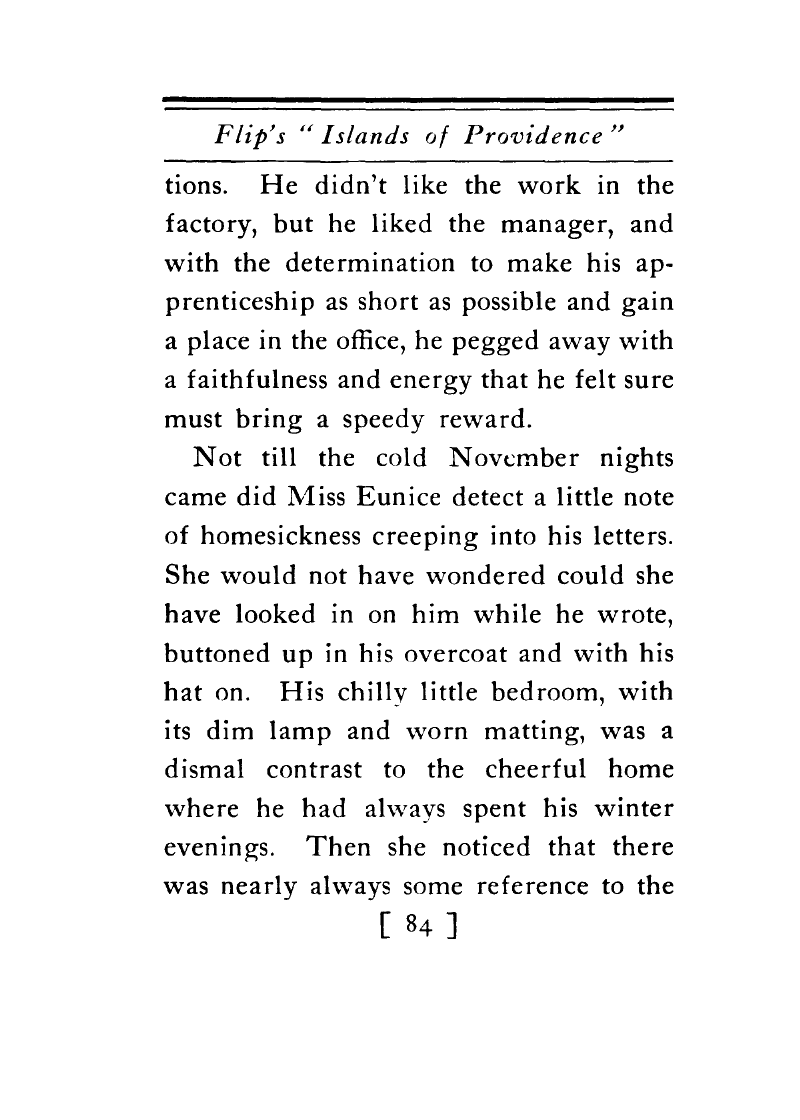 Flip's " Islands of Providence "
tions. He didn't like the work in the
factory, but he liked the manager, and
with the determination to make his ap-
prenticeship as short as possible and gain
a place in the office, he pegged away with
a faithfulness and energy that he felt sure
must bring a speedy reward.
Not till the cold November nights
came did Miss Eunice detect a little note
of homesickness creeping into his letters.
She would not have wondered could she
have looked in on him while he wrote,
buttoned up in his overcoat and with his
hat on. His chilly little bedroom, with
its dim lamp and worn matting, was a
dismal contrast to the cheerful home
where he had always spent his winter
evenings. Then she noticed that there
was nearly always some reference to the
[ 84 ]